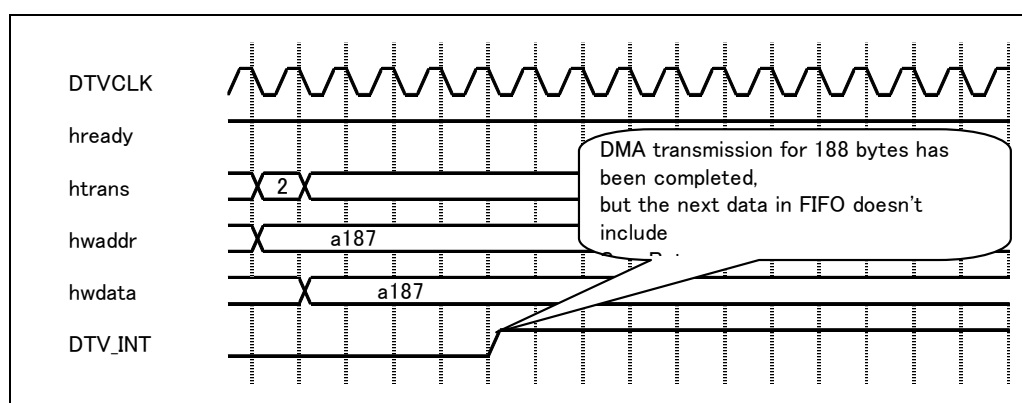 DTVCLK
hready
DMA transmission for 188 bytes has
been completed,
but the next data in FIFO doesn't
include
htrans
2
hwaddr
a187
hwdata
a187
DTV_INT